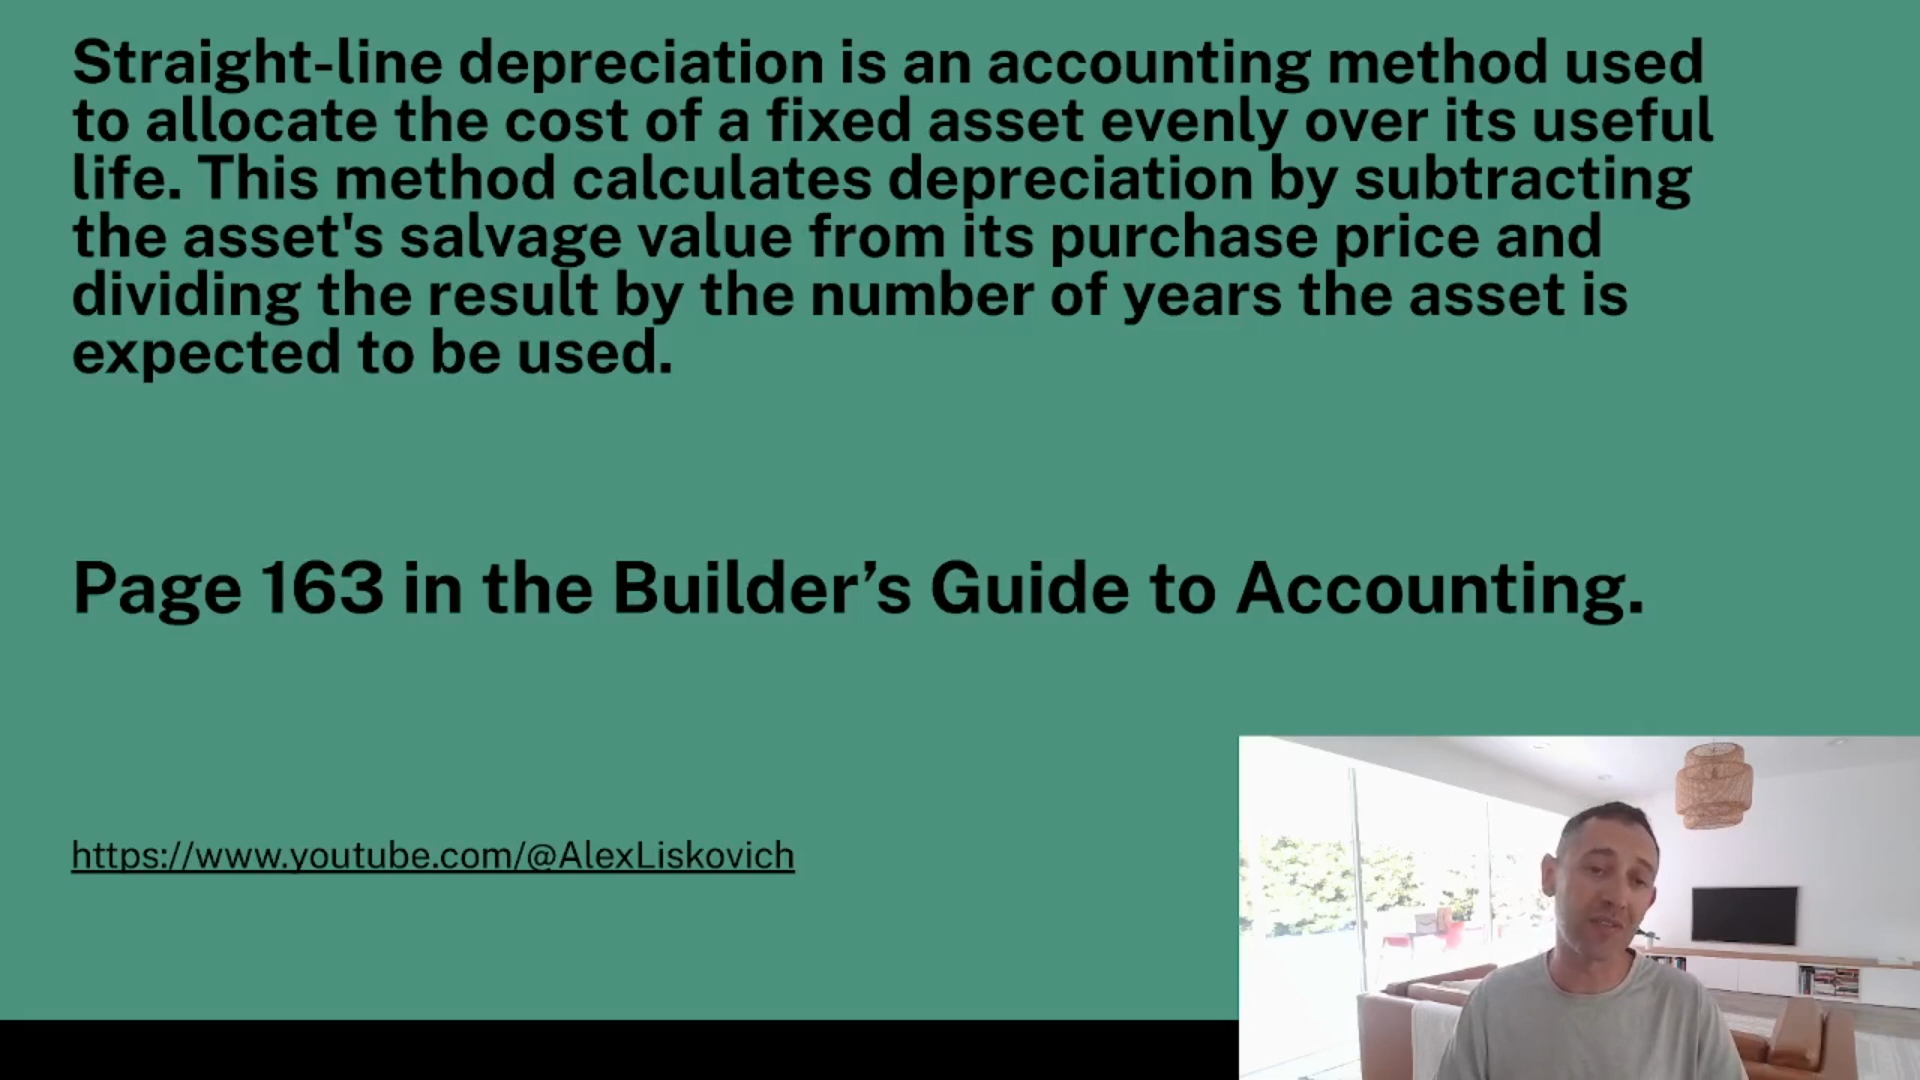 Straight-line depreciation is an accounting method used
to allocate the cost of a fixed asset evenly over its useful
life. This method calculates depreciation by subtracting
the asset's salvage value from its purchase price and
dividing the result by the number of years the asset is
expected to be used.
Page 163 in the Builder’s Guide to Accounting.
https://www.youtube.com/@AlexLiskovich